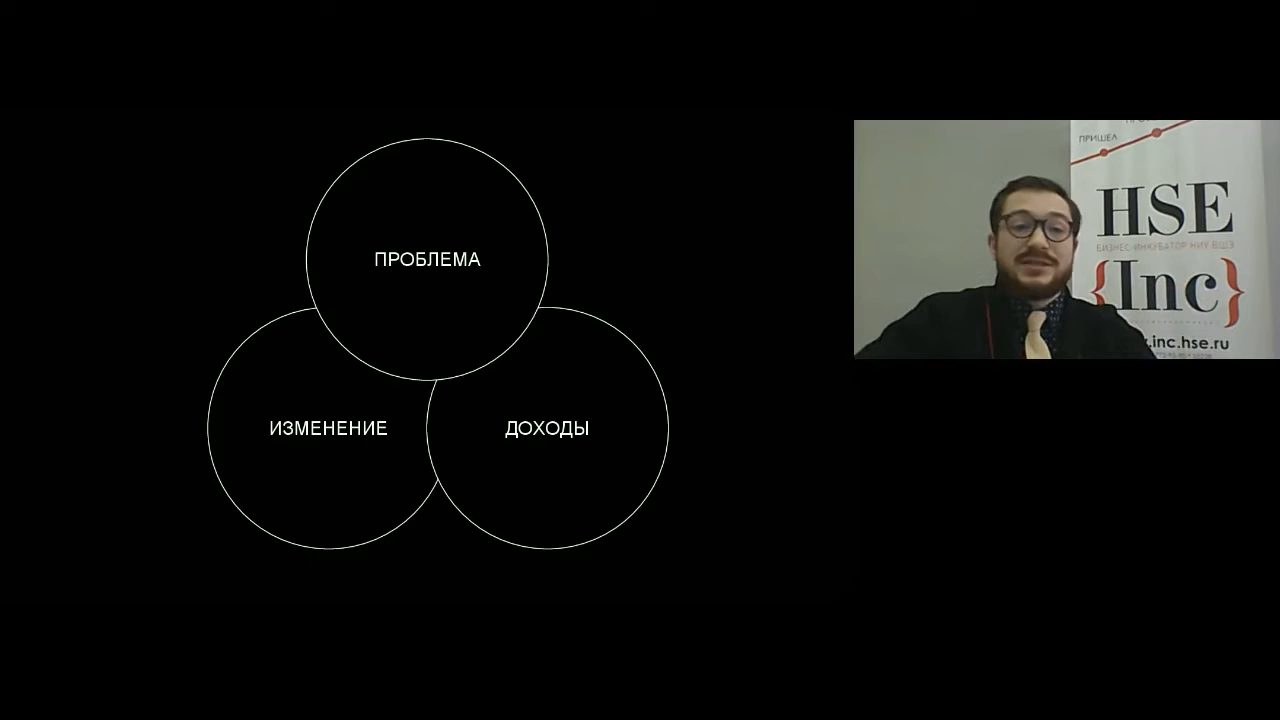 ПРОБЛЕМА
ИЗМЕНЕНИЕ
ДОХОДЫ
ПРИШЕЛ
HSE
БИЗНЕС-ИНКУБАТОР НИУ ВШЭ
{Inc}
.inc.hse.ru